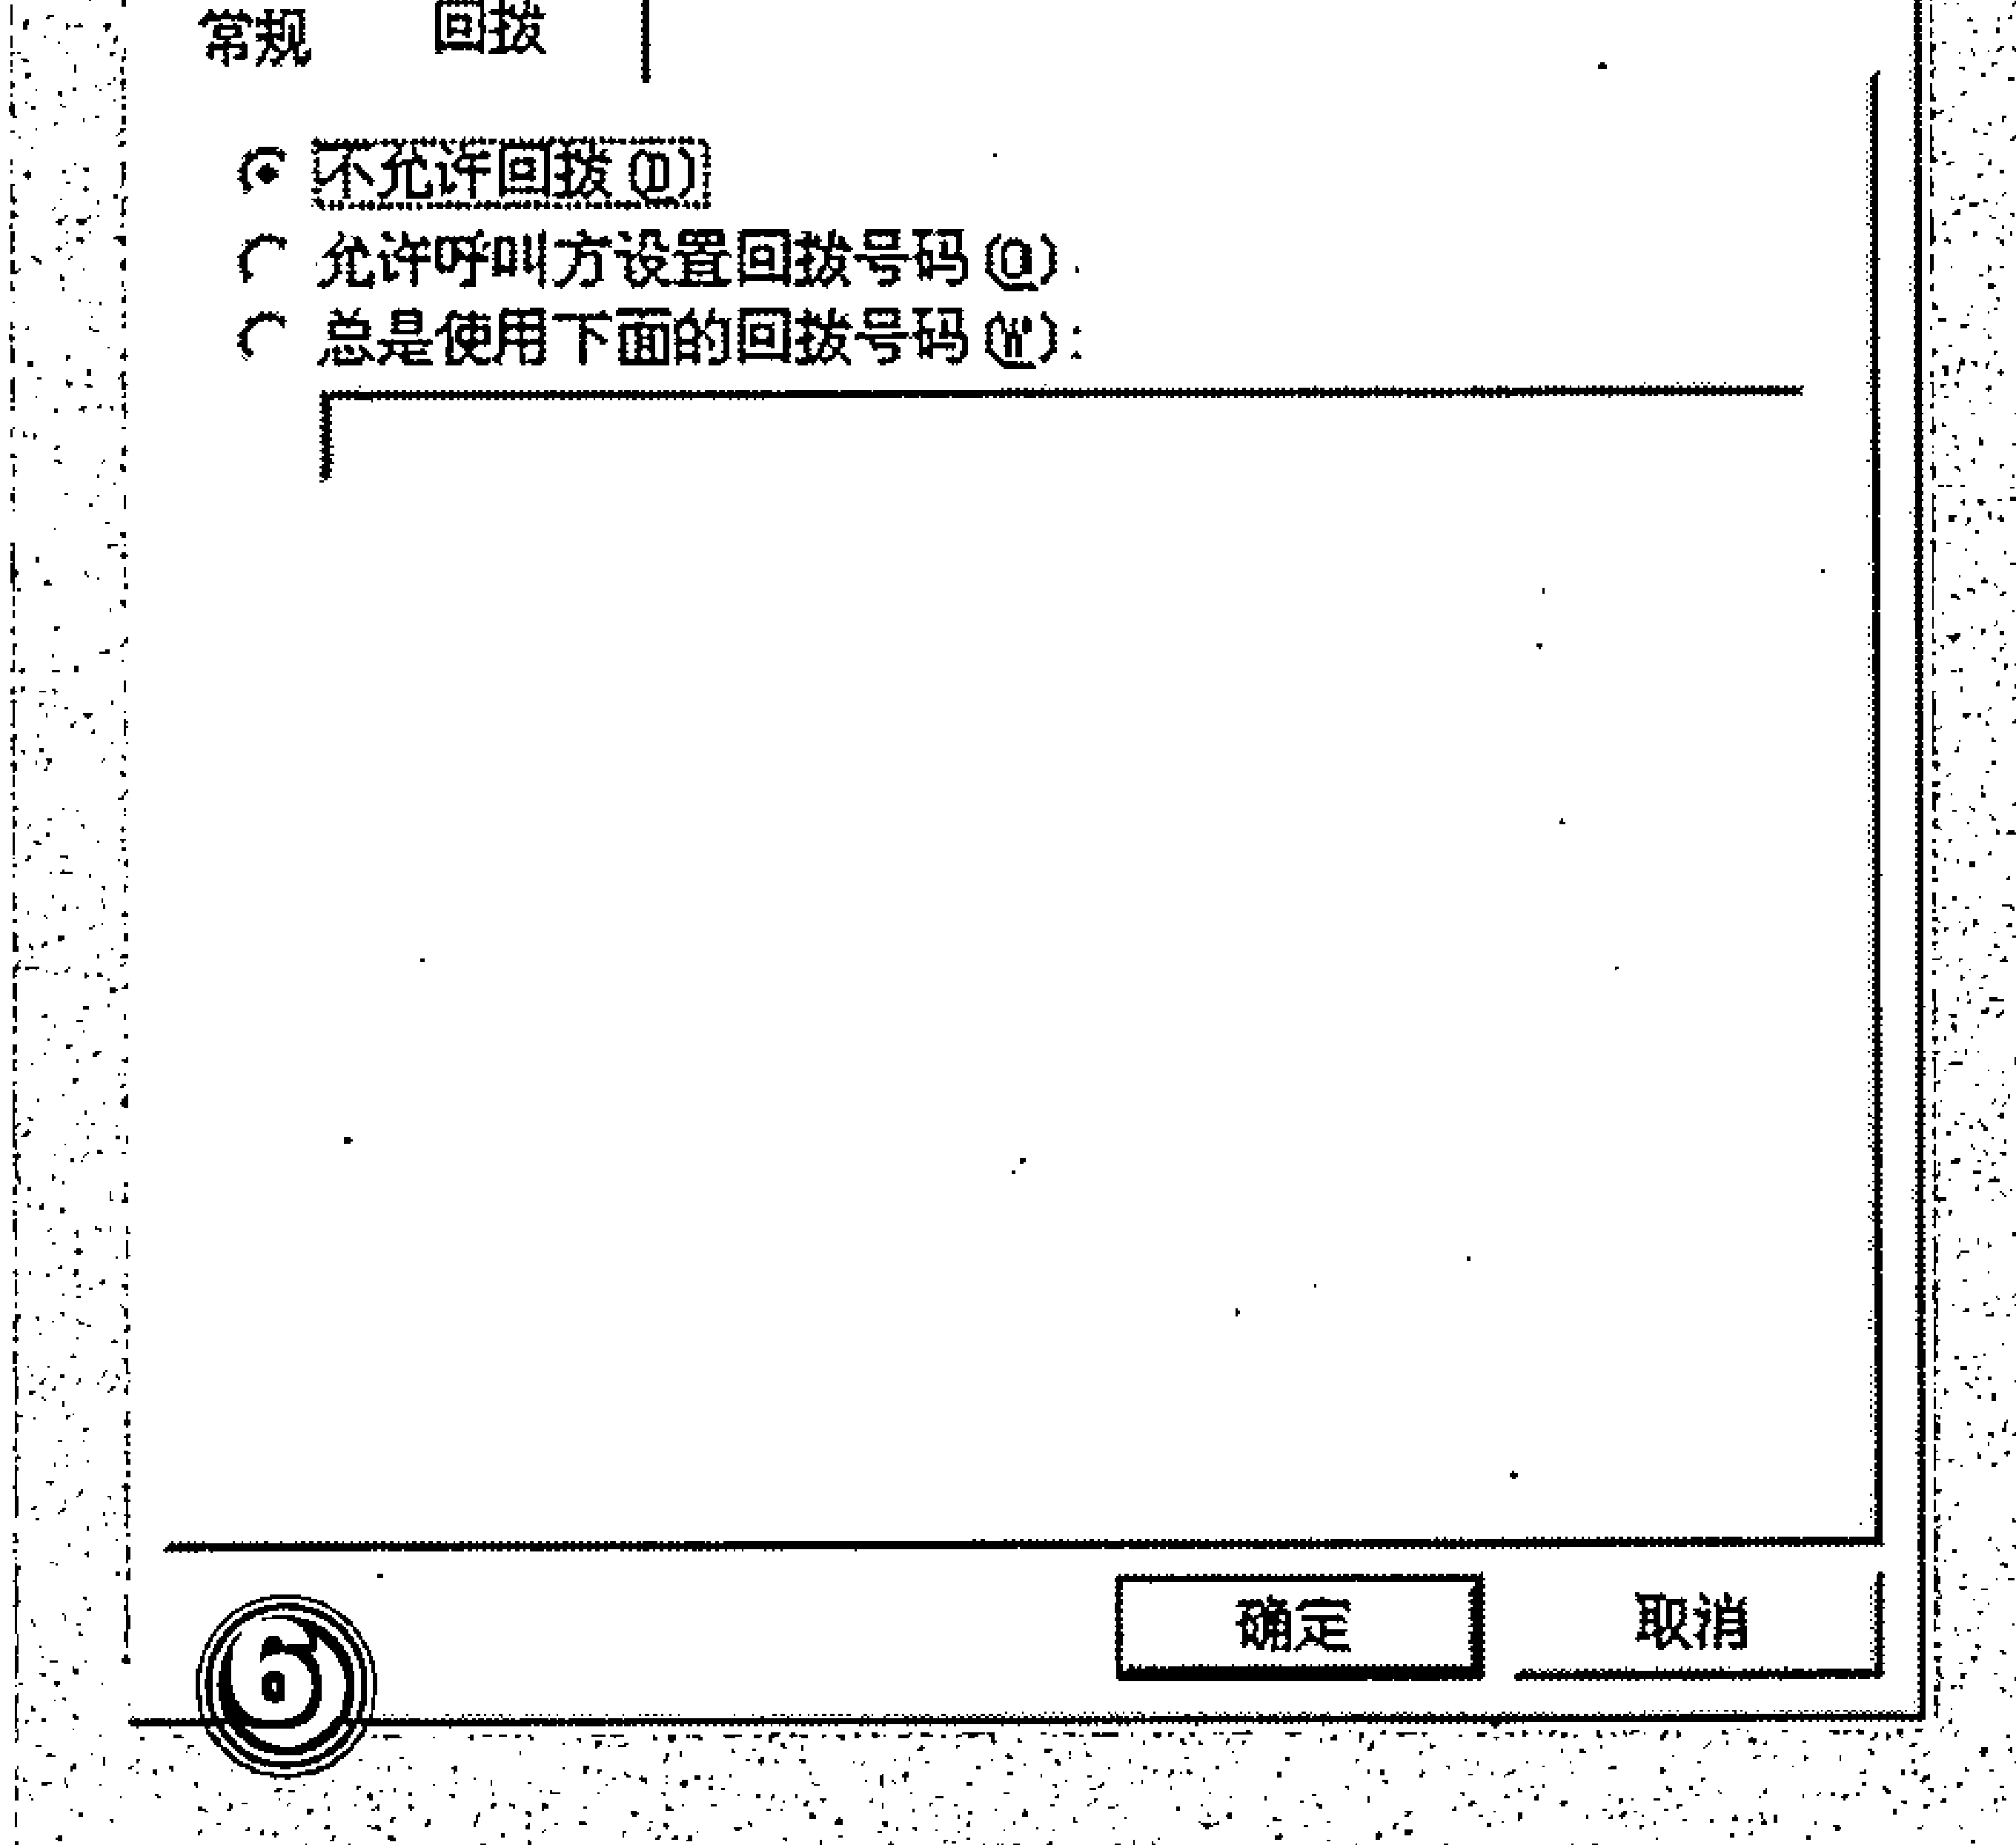 常规 回拨
不允许回拨(D)
允许呼叫方设置回拨号码(A)
总是使用下面的回拨号码(W):
确定 取消
6